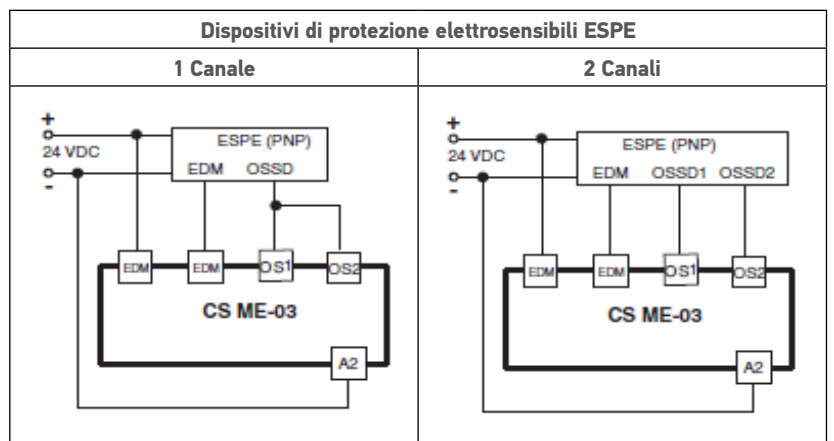 Dispositivi di protezione elettrosensibili ESPE
1 Canale
2 Canali
+
24 VDC
-
ESPE (PNP)
EDM OSSD
EDM
EDM
OS1
OS2
CS ME-03
A2
+
24 VDC
-
ESPE (PNP)
EDM OSSD1 OSSD2
EDM
EDM
OS1
OS2
CS ME-03
A2